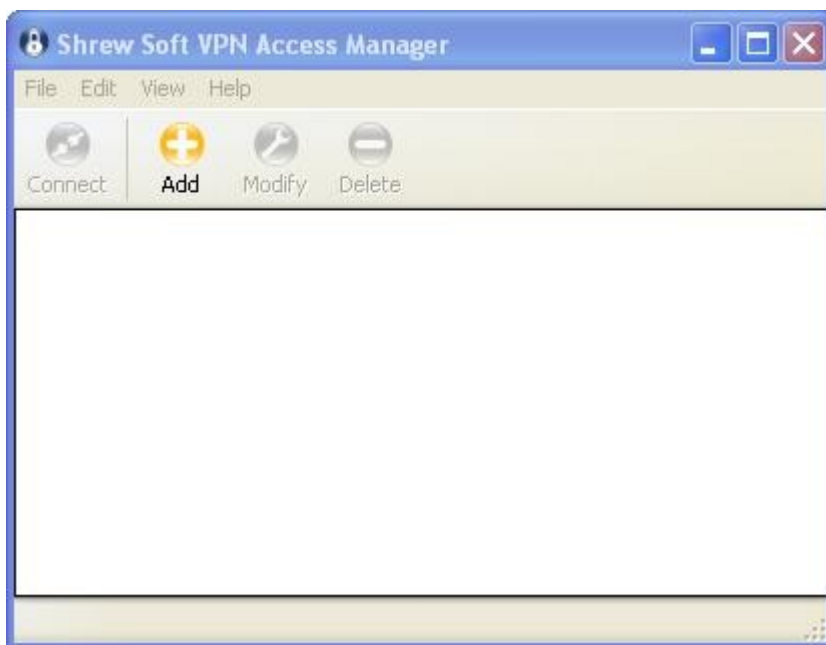 Shrew Soft VPN Access Manager
File Edit View Help
Connect Add Modify Delete